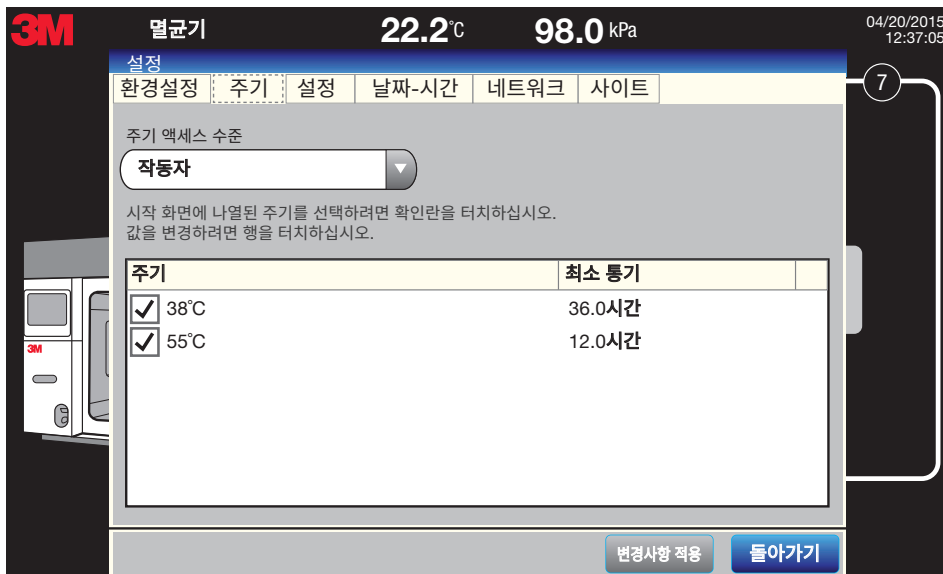 3M 멸균기 22.2℃ 98.0 kPa 04/20/2015
12:37:05
설정
환경설정 주기 설정 날짜-시간 네트워크 사이트
7
주기 액세스 수준
작동자
시작 화면에 나열된 주기를 선택하려면 확인란을 터치하십시오.
값을 변경하려면 행을 터치하십시오.
주기 최소 통기
38℃ 36.0시간
55℃ 12.0시간
3M
변경사항 적용 돌아가기